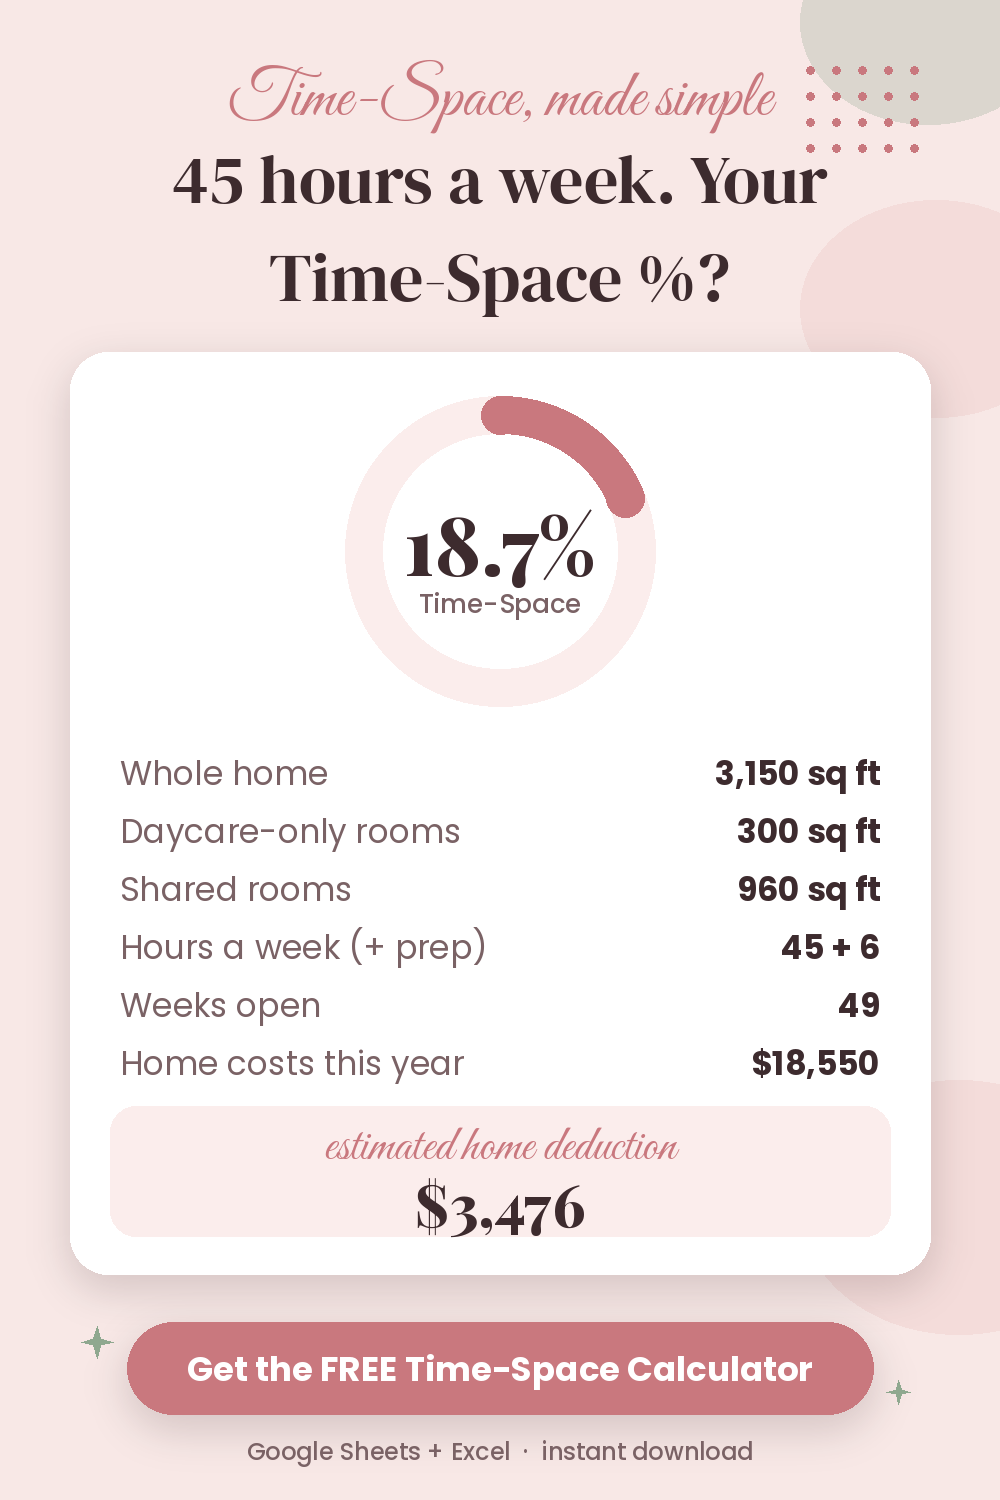 Time-Space, made simple
45 hours a week. Your
Time-Space %?
18.7%
Time-Space
Whole home 3,150 sq ft
Daycare-only rooms 300 sq ft
Shared rooms 960 sq ft
Hours a week (+ prep) 45 + 6
Weeks open 49
Home costs this year $18,550
estimated home deduction
$3,476
Get the FREE Time-Space Calculator
Google Sheets + Excel · instant download